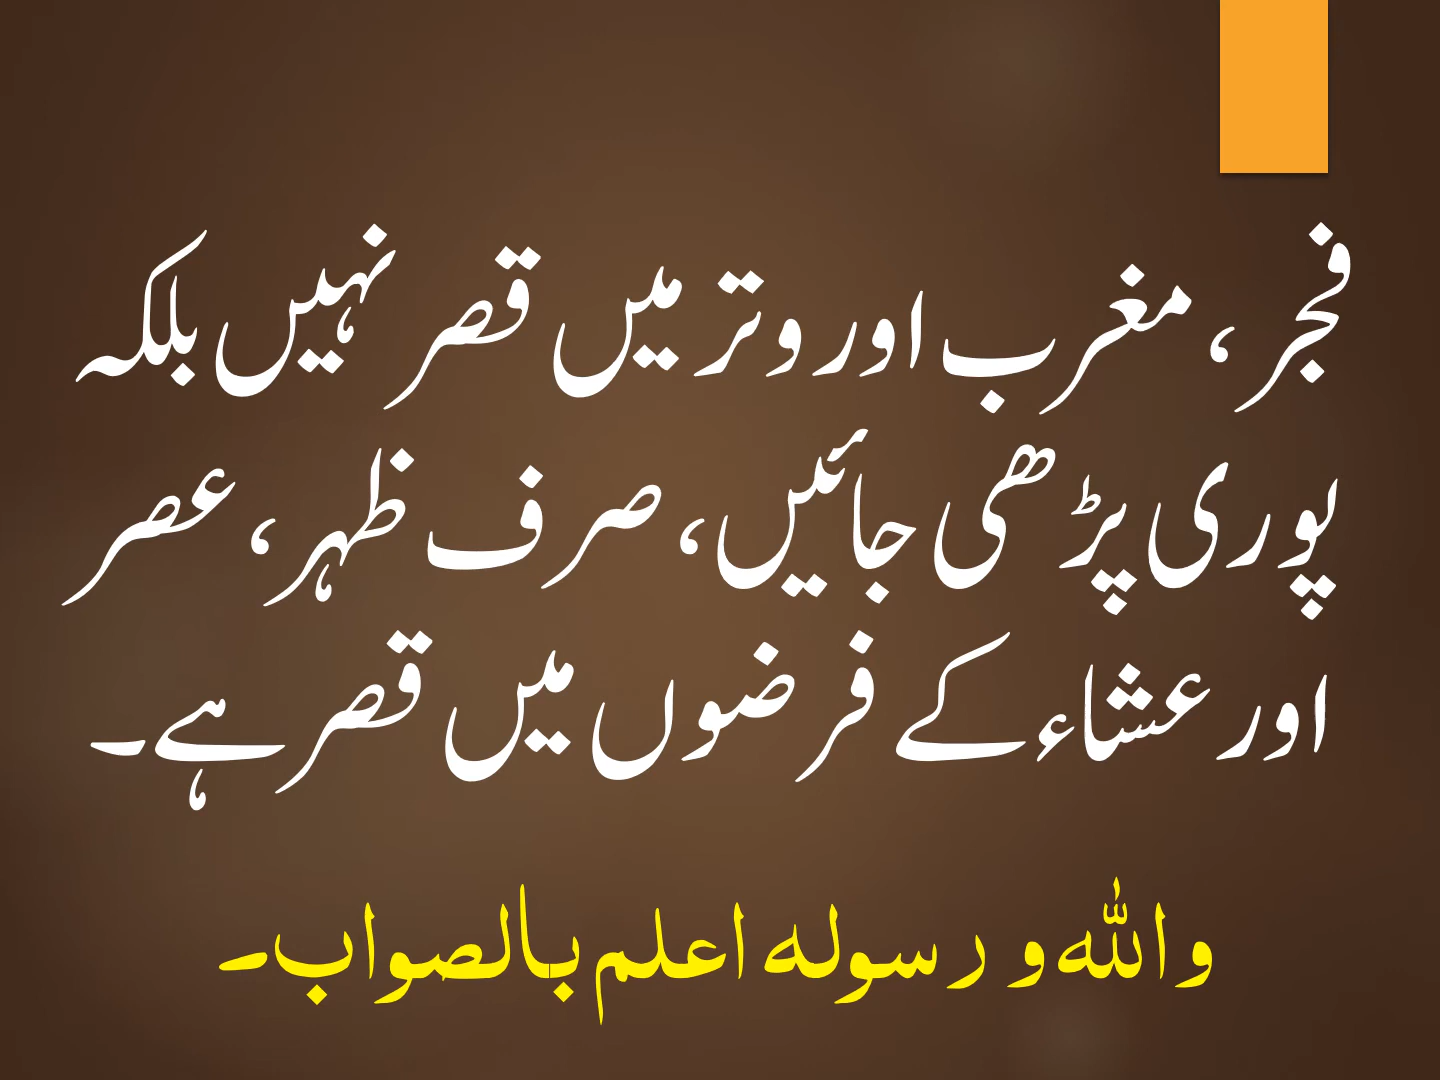 فجر، مغرب اور وتر میں قصر نہیں بلکہ
پوری پڑھی جائیں، صرف ظہر، عصر
اور عشاء کے فرضوں میں قصر ہے۔
واللہ و رسولہ اعلم بالصواب۔